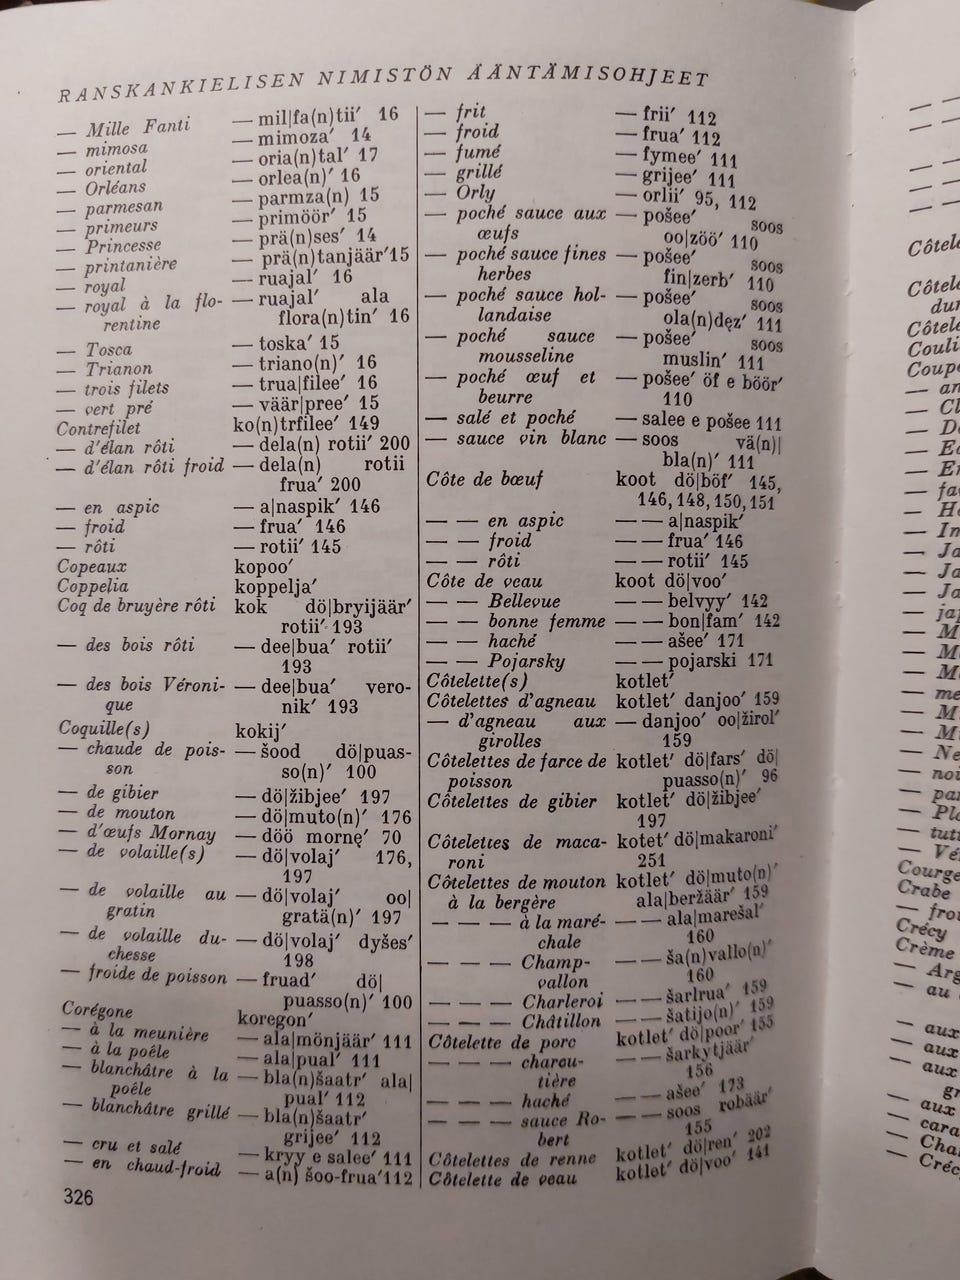 RANSKANKIELISEN NIMISTÖN ÄÄNTÄMISOHJEET
— Mille Fanti — mil|fa(n)tii′ 16
— mimosa — mimoza′ 14
— oriental — oria(n)tal′ 17
— Orléans — orlea(n)′ 16
— parmesan — parmza(n) 15
— primeurs — primöör′ 15
— Princesse — prä(n)ses′ 14
— printanière — prä(n)tanjäär′15
— royal — ruajal′ 16
— royal à la flo- — ruajal′ ala
rentine flora(n)tin′ 16
— Tosca — toska′ 15
— Trianon — triano(n)′ 16
— trois filets — trua|filee′ 16
— vert pré — väär|pree′ 15
Contrefilet ko(n)trfilee′ 149
— d'élan rôti — dela(n) rotii′ 200
— d'élan rôti froid — dela(n) rotii
frua′ 200
— en aspic — a|naspik′ 146
— froid — frua′ 146
— rôti — rotii′ 145
Copeaux kopoo′
Coppelia koppelja′
Coq de bruyère rôti kok dö|bryijäär′
rotii′ 193
— des bois rôti — dee|bua′ rotii′
193
— des bois Véroni- — dee|bua′ vero-
que nik′ 193
Coquille(s) kokij′
— chaude de pois- — šood dö|puas-
son so(n)′ 100
— de gibier — dö|žibjee′ 197
— de mouton — dö|muto(n)′ 176
— d'œufs Mornay — döö mornę′ 70
— de volaille(s) — dö|volaj′ 176,
197
— de volaille au — dö|volaj′ oo|
gratin gratä(n)′ 197
— de volaille du- — dö|volaj′ dyšes′
chesse 198
— froide de poisson — fruad′ dö|
puasso(n)′ 100
Corégone koregon′
— à la meunière — ala|mönjäär′ 111
— à la poêle — ala|pual′ 111
— blanchâtre à la — bla(n)šaatr′ ala|
poêle pual′ 112
— blanchâtre grillé — bla(n)šaatr′
grijee′ 112
— cru et salé — kryy e salee′ 111
— en chaud-froid — a(n) šoo-frua′112
326
— frit — frii′ 112
— froid — frua′ 112
— fumé — fymee′ 111
— grillé — grijee′ 111
— Orly — orlii′ 95, 112
— poché sauce aux — pošee′ soos
œufs oo|zöö′ 110
— poché sauce fines — pošee′ soos
herbes fin|zerb′ 110
— poché sauce hol- — pošee′ soos
landaise ola(n)dęz′ 111
— poché sauce — pošee′ soos
mousseline muslin′ 111
— poché œuf et — pošee′ öf e böör′
beurre 110
— salé et poché — salee e pošee 111
— sauce vin blanc — soos vä(n)|
bla(n)′ 111
Côte de bœuf koot dö|böf′ 145,
146, 148, 150, 151
— — en aspic — — a|naspik′
— — froid — — frua′ 146
— — rôti — — rotii′ 145
Côte de veau koot dö|voo′
— — Bellevue — — belvyy′ 142
— — bonne femme — — bon|fam′ 142
— — haché — — ašee′ 171
— — Pojarsky — — pojarski 171
Côtelette(s) kotlet′
Côtelettes d'agneau kotlet′ danjoo′ 159
— d'agneau aux — danjoo′ oo|žirol′
girolles 159
Côtelettes de farce de kotlet′ dö|fars′ dö|
poisson puasso(n)′ 96
Côtelettes de gibier kotlet′ dö|žibjee′
197
Côtelettes de maca- kotet′ dö|makaroni′
roni 251
Côtelettes de mouton kotlet′ dö|muto(n)′
à la bergère ala|beržäär′ 159
— — — à la maré- — — ala|marešal′
chale 160
— — — Champ- — — ša(n)vallo(n)′
vallon 160
— — — Charleroi — — šarlrua′ 159
— — — Châtillon — — šatijo(n)′ 159
Côtelette de porc kotlet′ dö|poor′ 155
— — — charcu- — — šarkytjäär′
tière 156
— — — haché — — ašee′ 173
— — — sauce Ro- — — soos robäär′
bert 155
Côtelettes de renne kotlet′ dö|ren′ 202
Côtelette de veau kotlet′ dö|voo′ 141